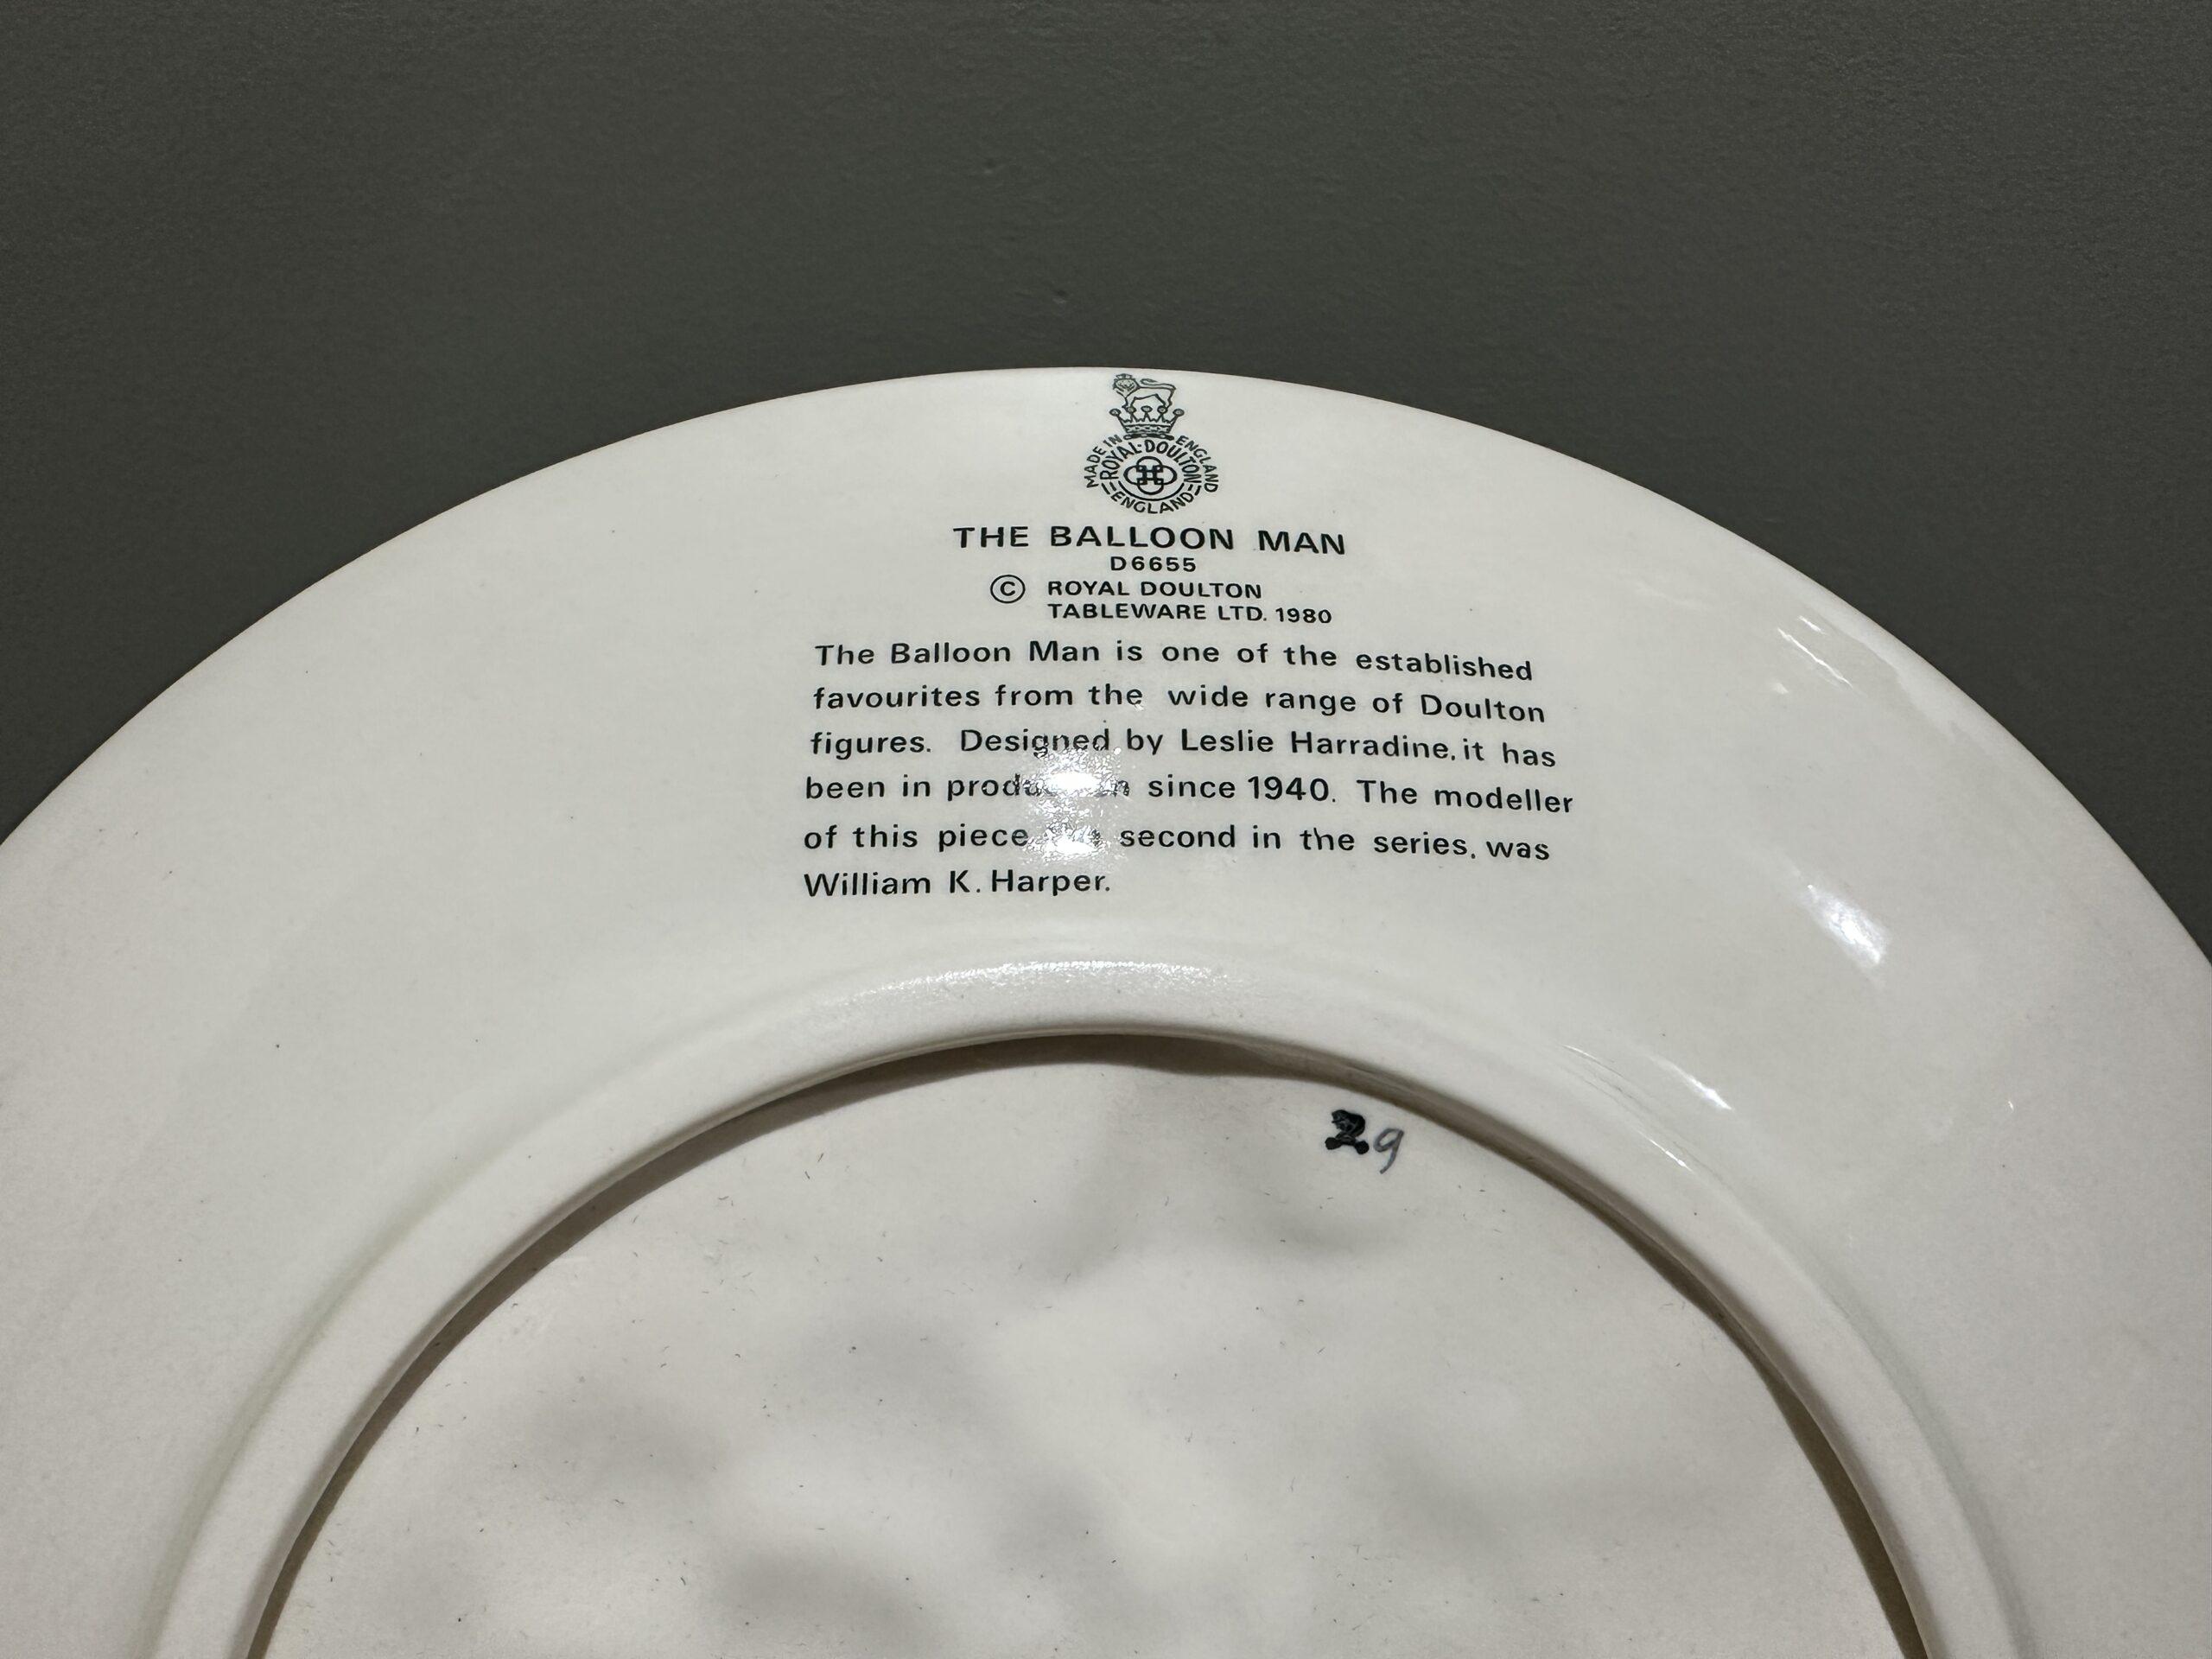 MADE IN ENGLAND
ROYAL·DOULTON
ENGLAND
THE BALLOON MAN
D6655
© ROYAL DOULTON
TABLEWARE LTD. 1980
The Balloon Man is one of the established
favourites from the wide range of Doulton
figures. Designed by Leslie Harradine, it has
been in production since 1940. The modeller
of this piece second in the series, was
William K. Harper.
29